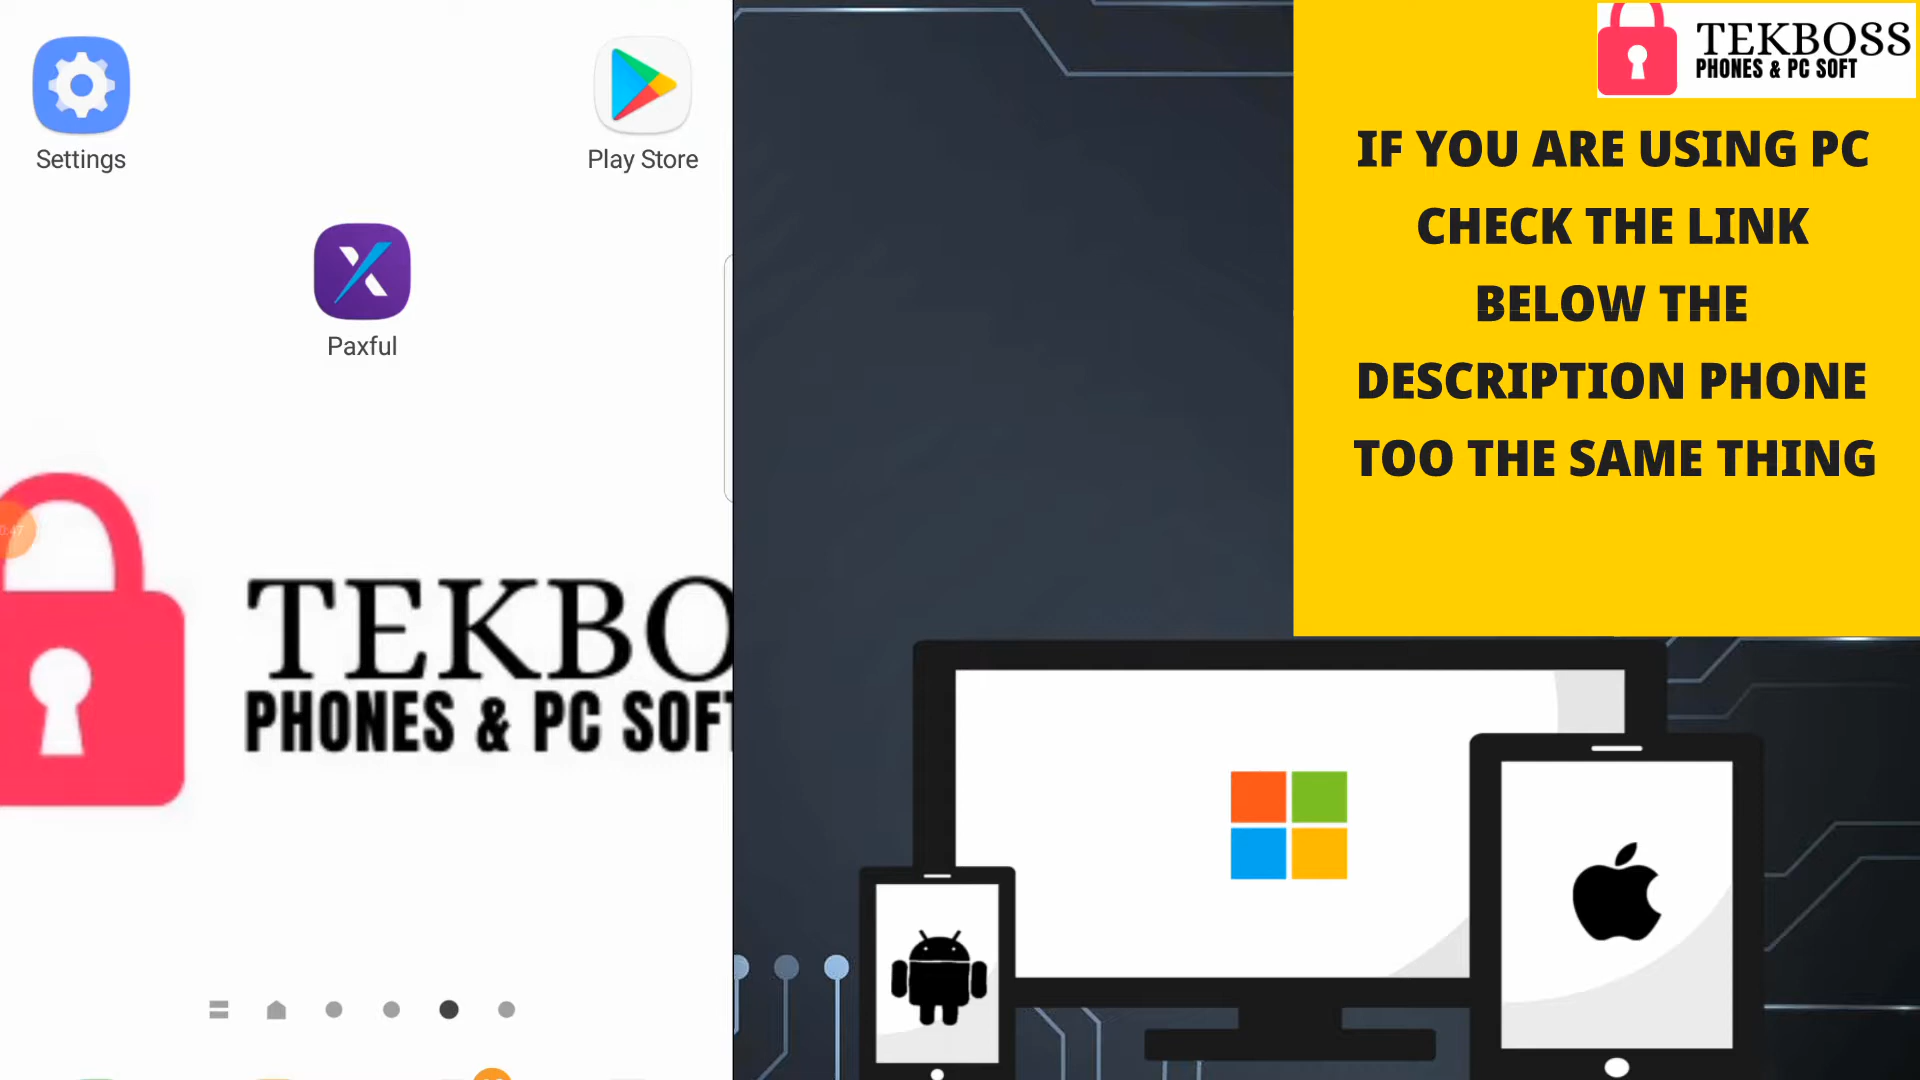 Settings
Play Store
Paxful
TEKBO
PHONES & PC SOF
TEKBOSS
PHONES & PC SOFT
IF YOU ARE USING PC
CHECK THE LINK
BELOW THE
DESCRIPTION PHONE
TOO THE SAME THING